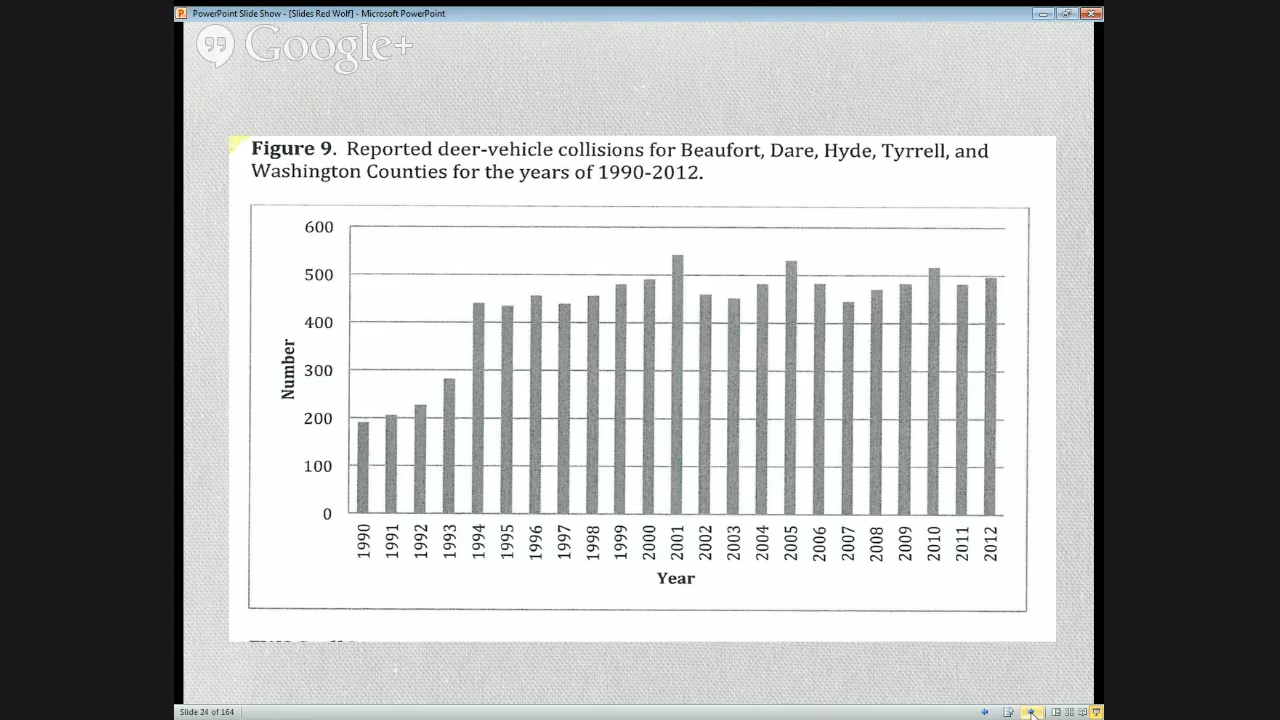 PowerPoint Slide Show - [Slides Red Wolf] - Microsoft PowerPoint
Google+
Figure 9. Reported deer-vehicle collisions for Beaufort, Dare, Hyde, Tyrrell, and
Washington Counties for the years of 1990-2012.
600
500
400
300
200
100
0
Number
1990 1991 1992 1993 1994 1995 1996 1997 1998 1999 2000 2001 2002 2003 2004 2005 2006 2007 2008 2009 2010 2011 2012
Year
Slide 24 of 164